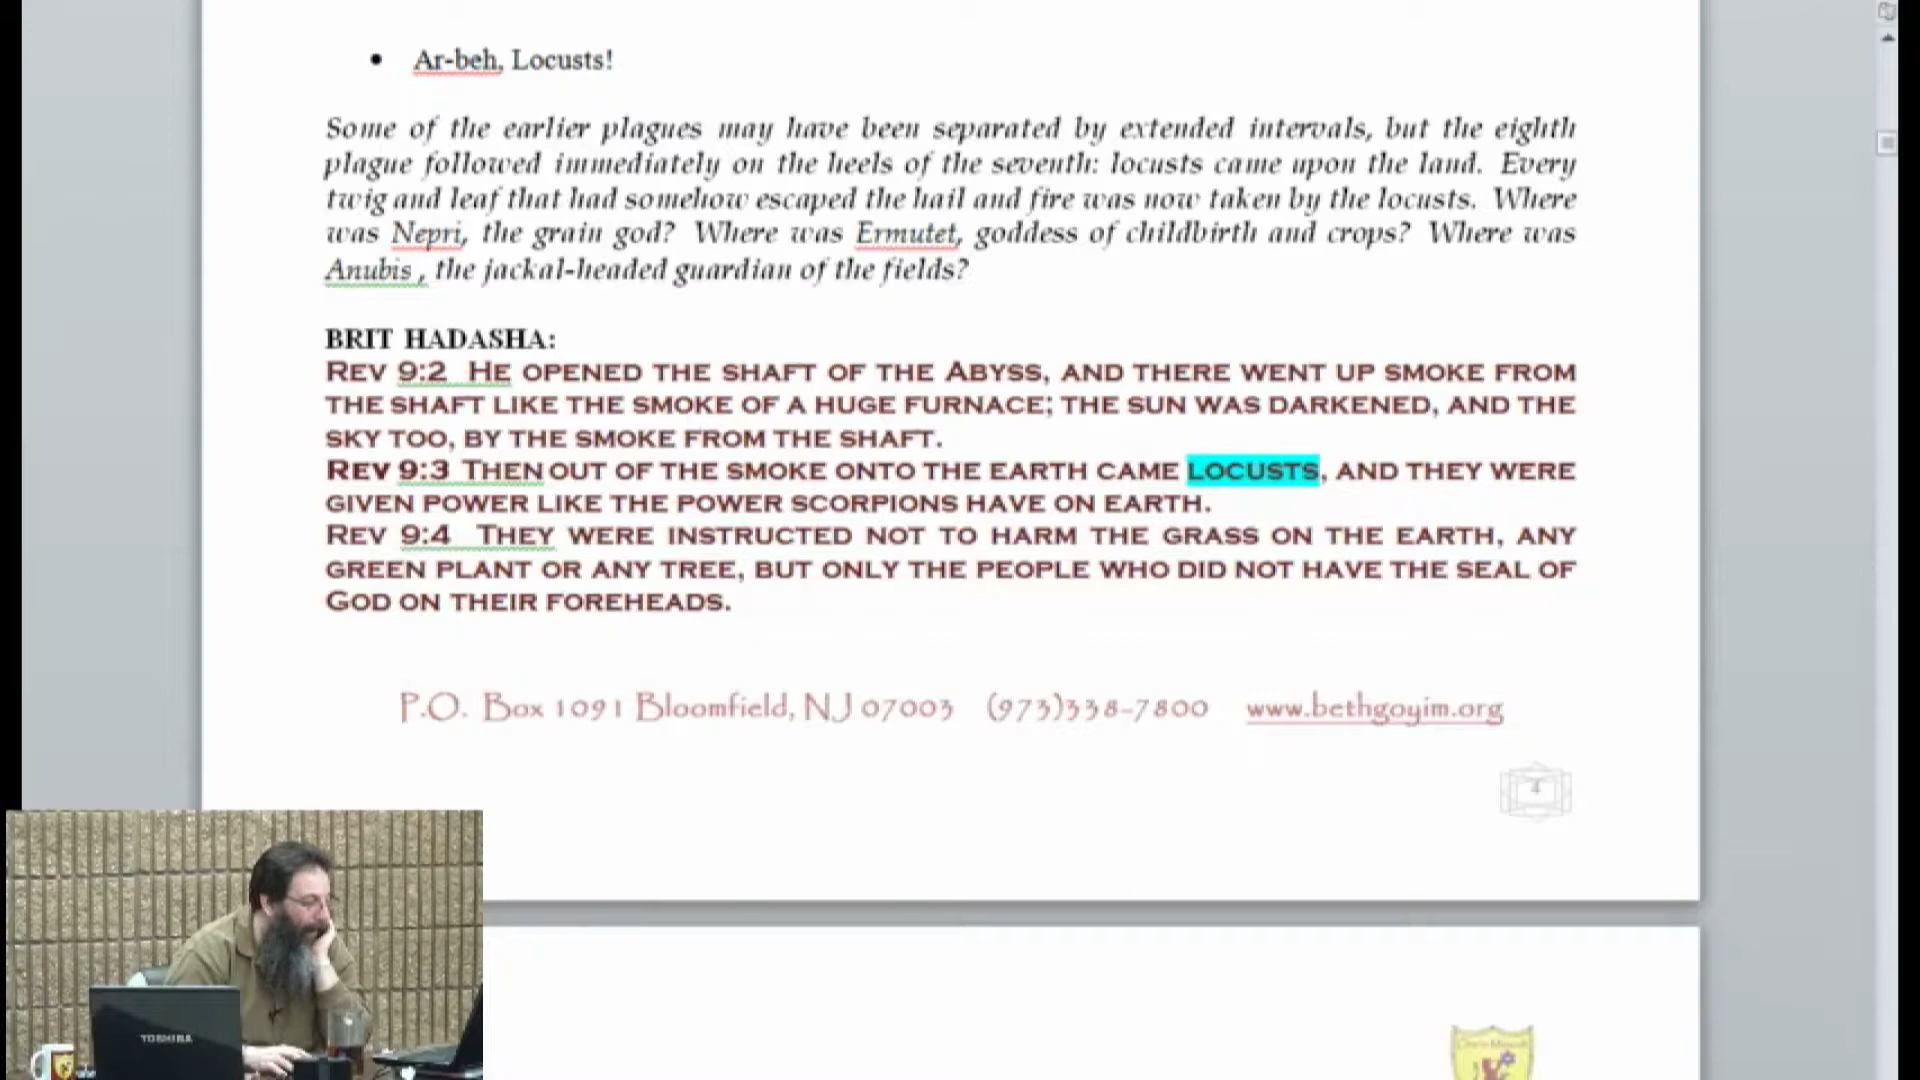 • Ar-beh, Locusts!
Some of the earlier plagues may have been separated by extended intervals, but the eighth
plague followed immediately on the heels of the seventh: locusts came upon the land. Every
twig and leaf that had somehow escaped the hail and fire was now taken by the locusts. Where
was Nepri, the grain god? Where was Ermutet, goddess of childbirth and crops? Where was
Anubis , the jackal-headed guardian of the fields?
BRIT HADASHA:
REV 9:2 HE OPENED THE SHAFT OF THE ABYSS, AND THERE WENT UP SMOKE FROM
THE SHAFT LIKE THE SMOKE OF A HUGE FURNACE; THE SUN WAS DARKENED, AND THE
SKY TOO, BY THE SMOKE FROM THE SHAFT.
REV 9:3 THEN OUT OF THE SMOKE ONTO THE EARTH CAME LOCUSTS, AND THEY WERE
GIVEN POWER LIKE THE POWER SCORPIONS HAVE ON EARTH.
REV 9:4 THEY WERE INSTRUCTED NOT TO HARM THE GRASS ON THE EARTH, ANY
GREEN PLANT OR ANY TREE, BUT ONLY THE PEOPLE WHO DID NOT HAVE THE SEAL OF
GOD ON THEIR FOREHEADS.
P.O. Box 1091 Bloomfield, NJ 07003 (973)338-7800 www.bethgoyim.org
4
TOSHIBA